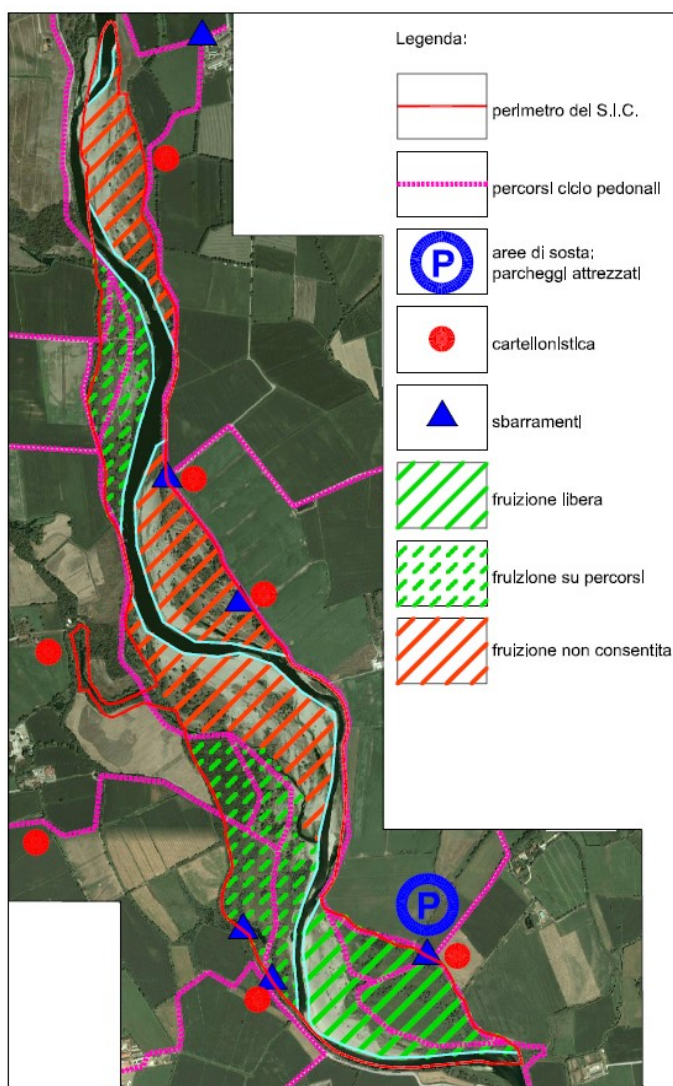 Legenda:
perimetro del S.I.C.
percorsi ciclo pedonali
P
aree di sosta;
parcheggi attrezzati
cartellonistica
sbarramenti
fruizione libera
fruizione su percorsi
fruizione non consentita
P